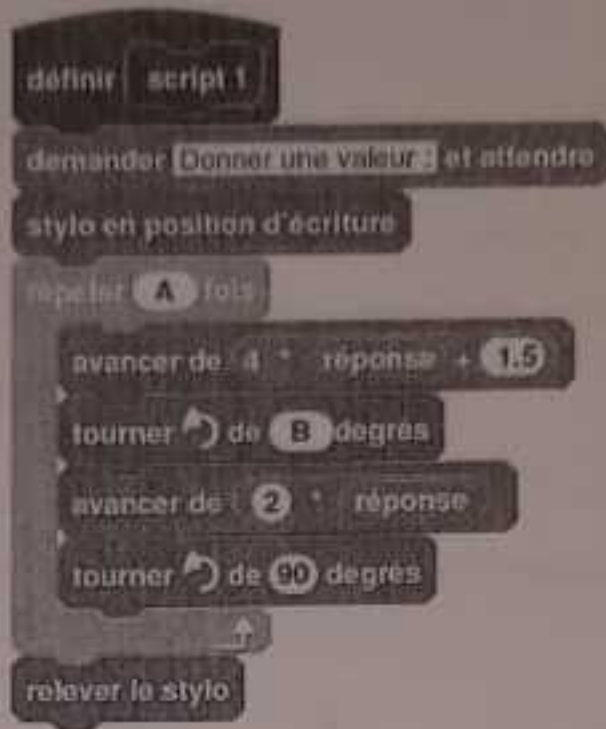 définir script 1
demander Donner une valeur : et attendre
stylo en position d'écriture
répéter A fois
avancer de 4 * réponse + 1.5
tourner de B degrés
avancer de 2 * réponse
tourner de 90 degrés
relever le stylo